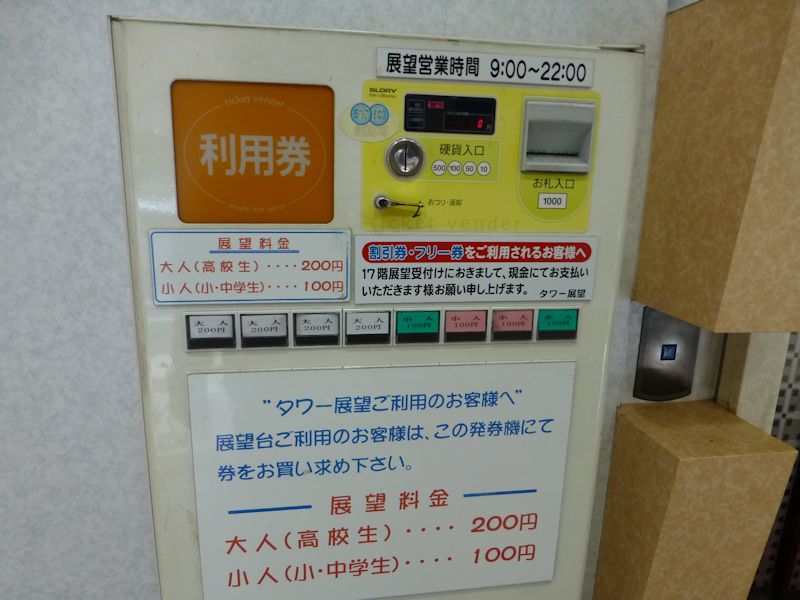 展望営業時間 9:00～22:00
ticket vender
利用券
GLORY
0
硬貨入口
500 100 50 10
お札入口
1000
おつり・返却
ticket vender
展望料金
大人(高校生)・・・・200円
小人(小・中学生)・・・・100円
割引券・フリー券をご利用されるお客様へ
17階展望受付けにおきまして、現金にてお支払い
いただきます様お願い申し上げます。 タワー展望
大人 200円 大人 200円 大人 200円 大人 200円 小人 100円 小人 100円 小人 100円 小人 100円
"タワー展望ご利用のお客様へ"
展望台ご利用のお客様は、この発券機にて
券をお買い求め下さい。
展望料金
大人(高校生)・・・・200円
小人(小・中学生)・・・・100円